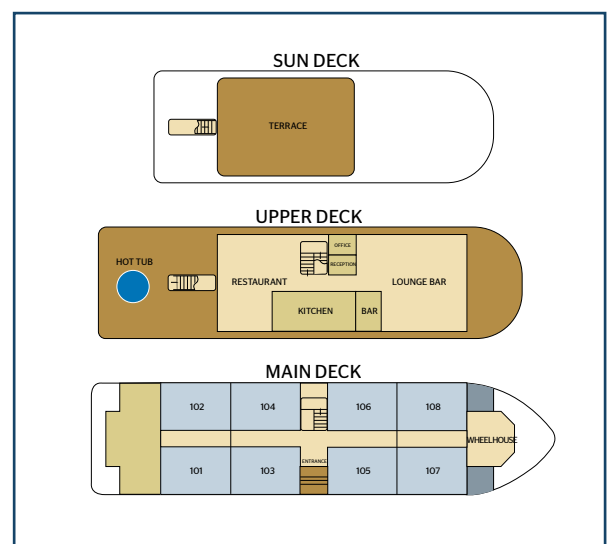 SUN DECK
TERRACE
UPPER DECK
HOT TUB
OFFICE
RECEPTION
RESTAURANT
LOUNGE BAR
KITCHEN
BAR
MAIN DECK
102
104
106
108
WHEELHOUSE
ENTRANCE
101
103
105
107